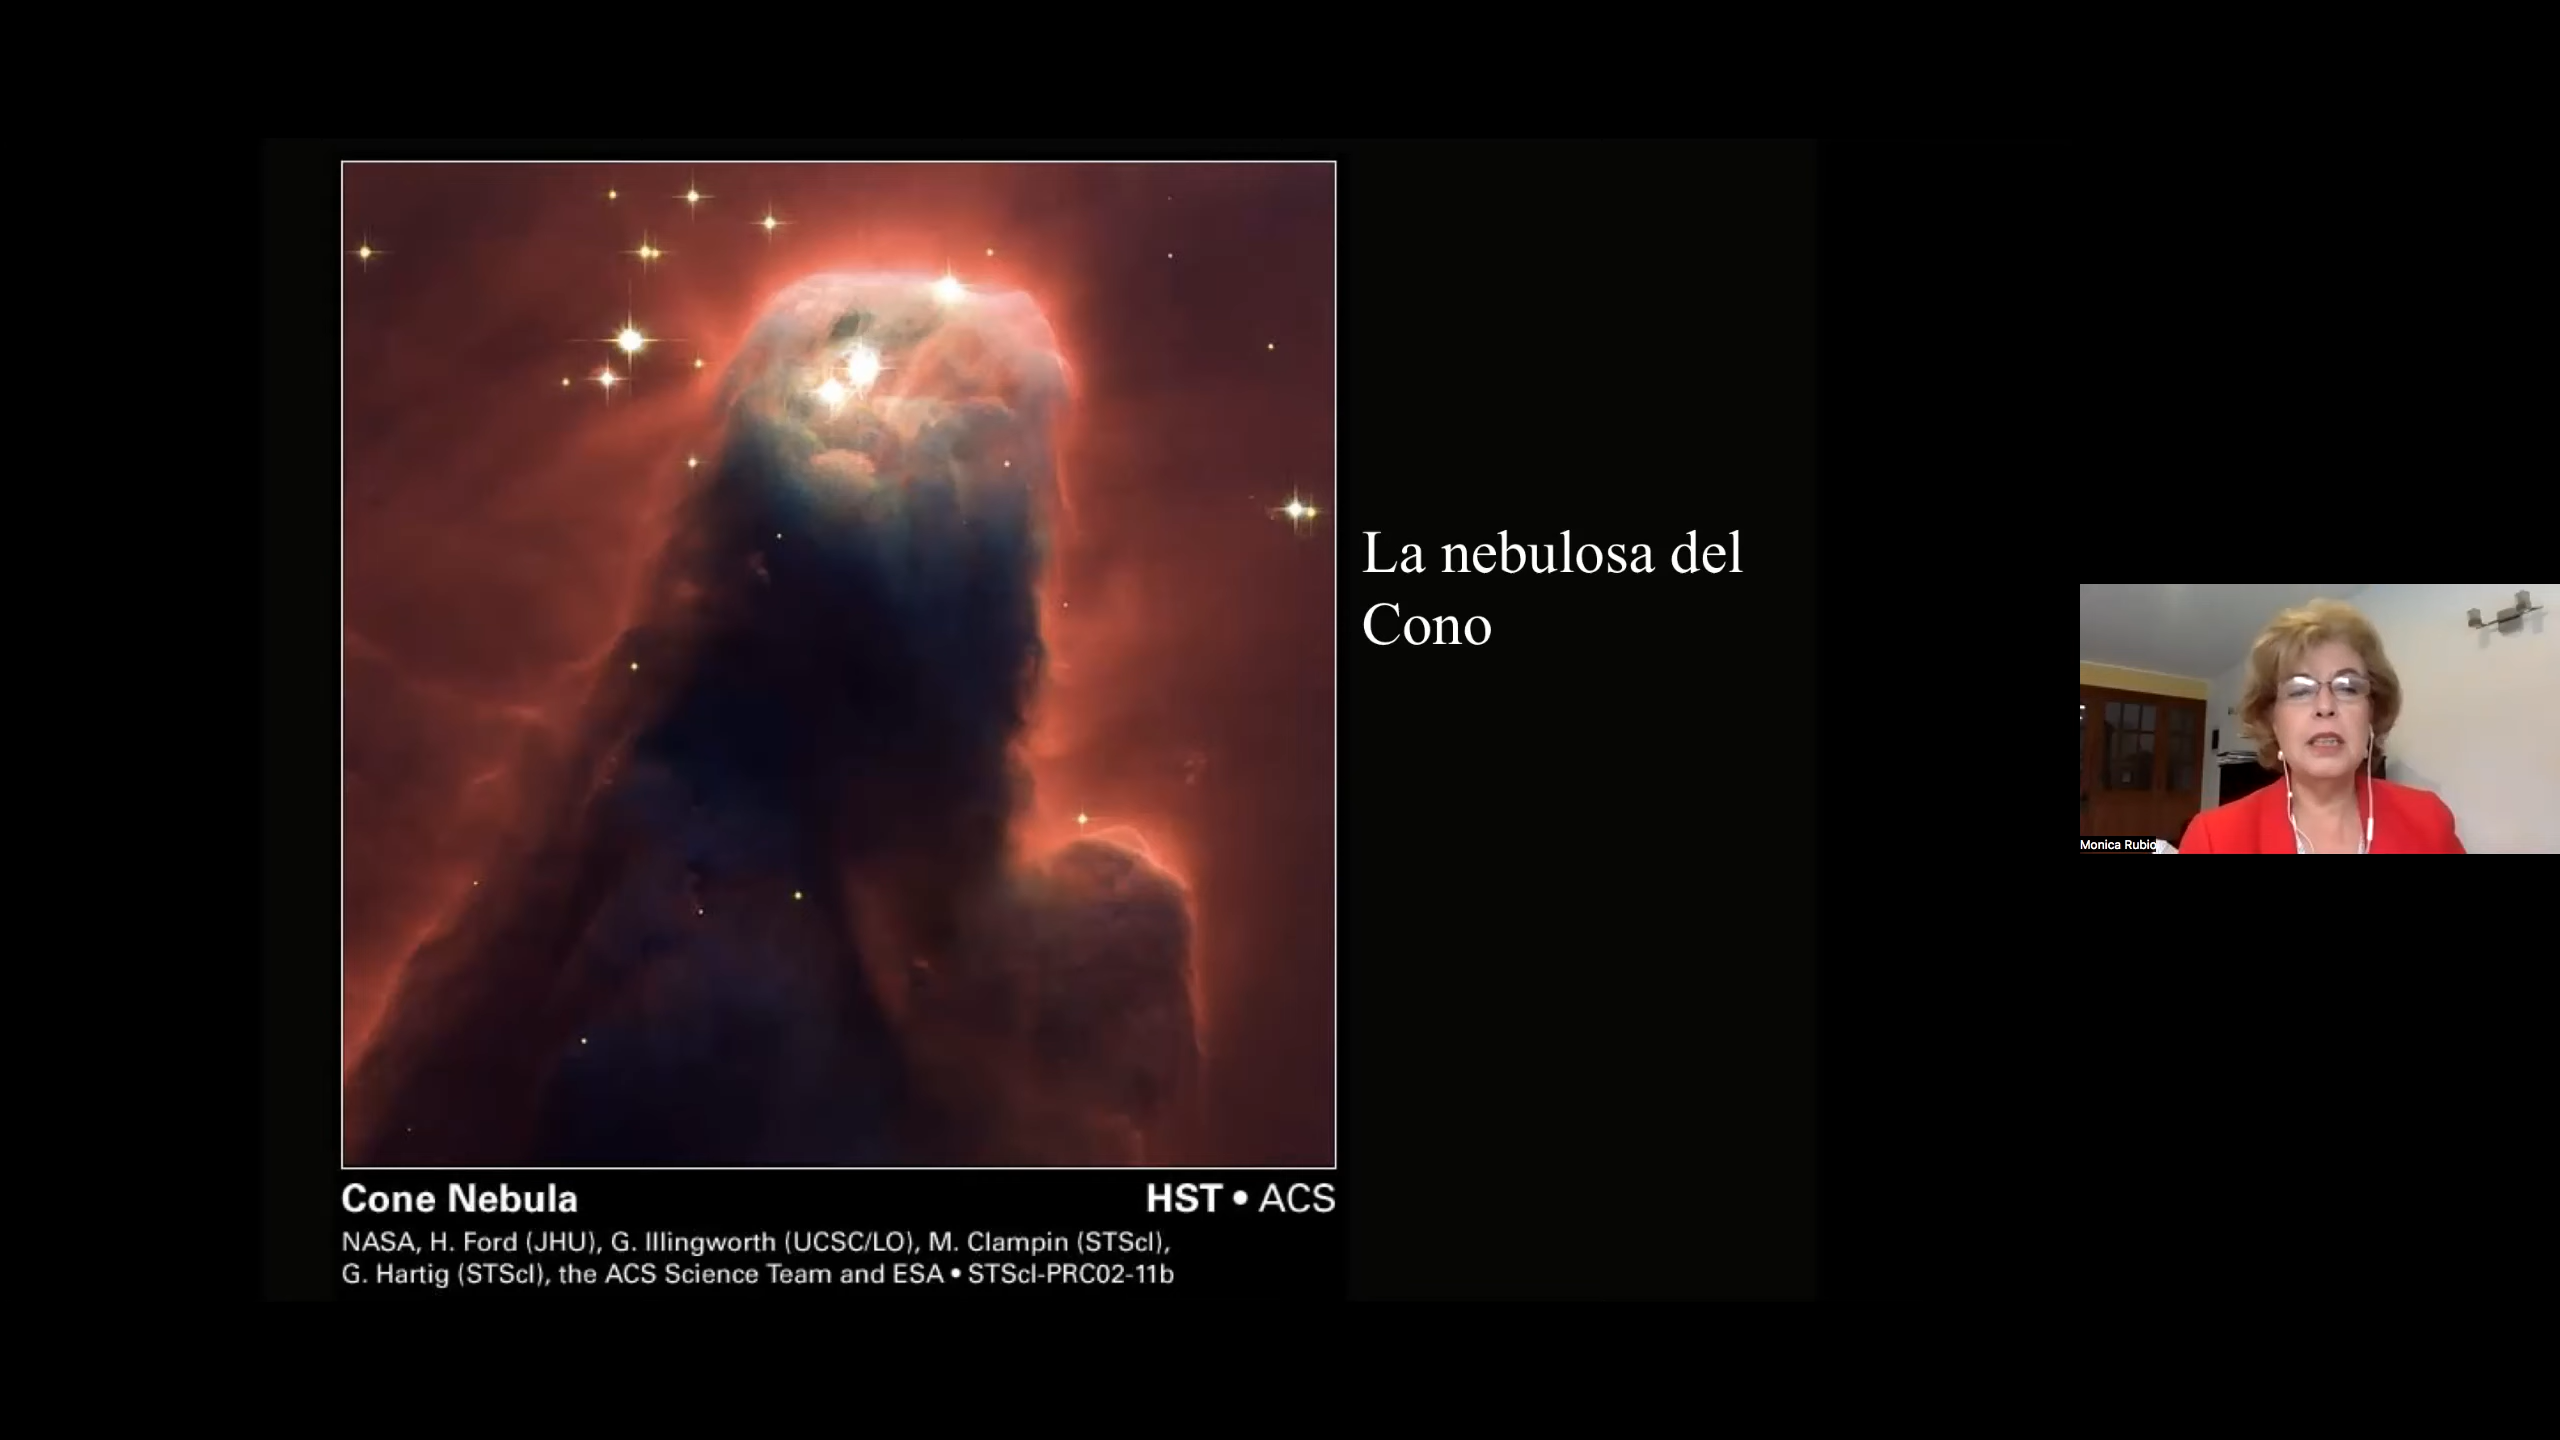 La nebulosa del
Cono
Cone Nebula
HST • ACS
NASA, H. Ford (JHU), G. Illingworth (UCSC/LO), M. Clampin (STScI),
G. Hartig (STScI), the ACS Science Team and ESA • STScI-PRC02-11b
Monica Rubio